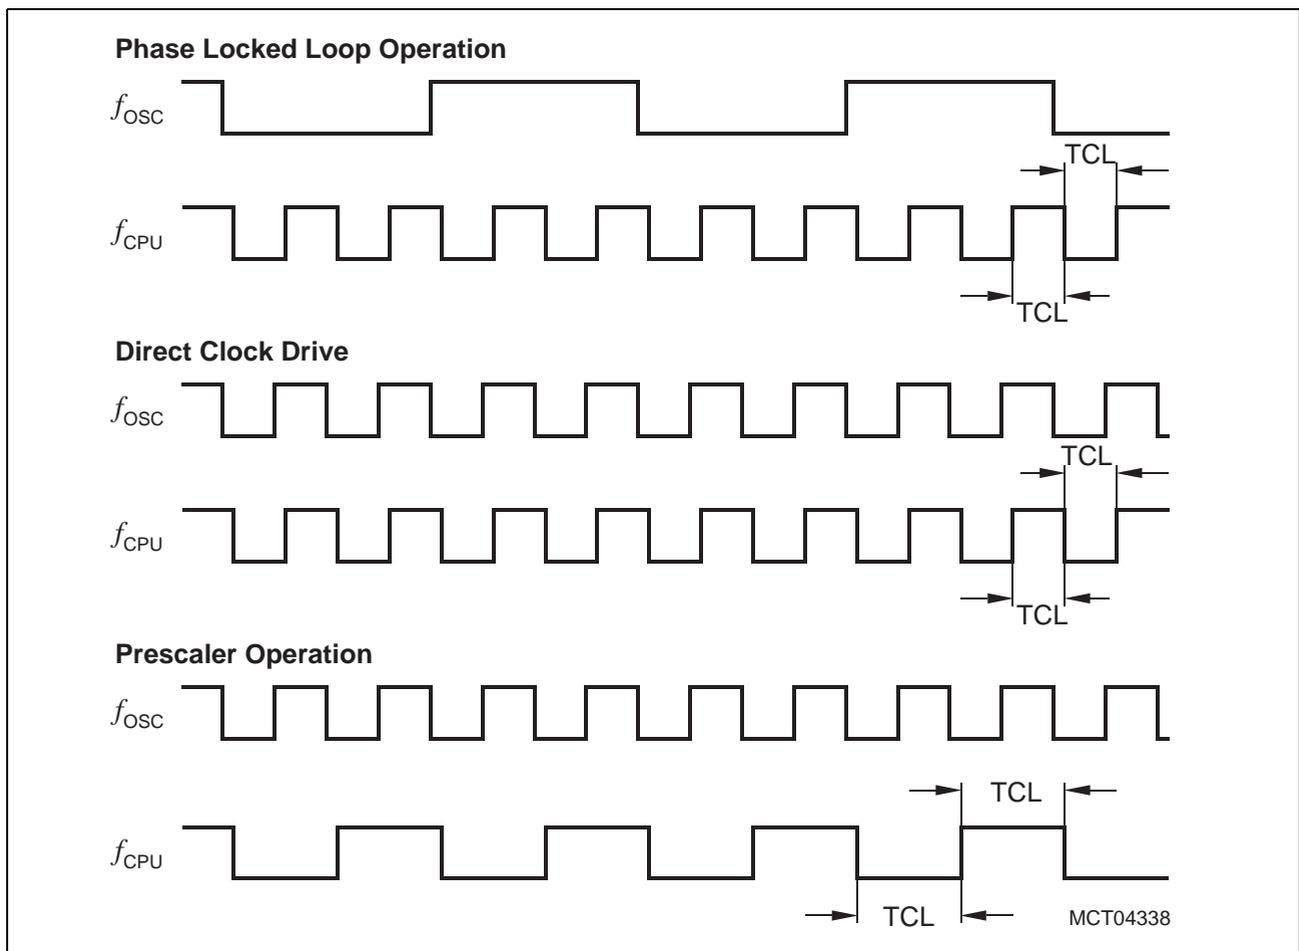 Phase Locked Loop Operation
fOSC
TCL
fCPU
TCL
Direct Clock Drive
fOSC
TCL
fCPU
TCL
Prescaler Operation
fOSC
TCL
fCPU
TCL
MCT04338